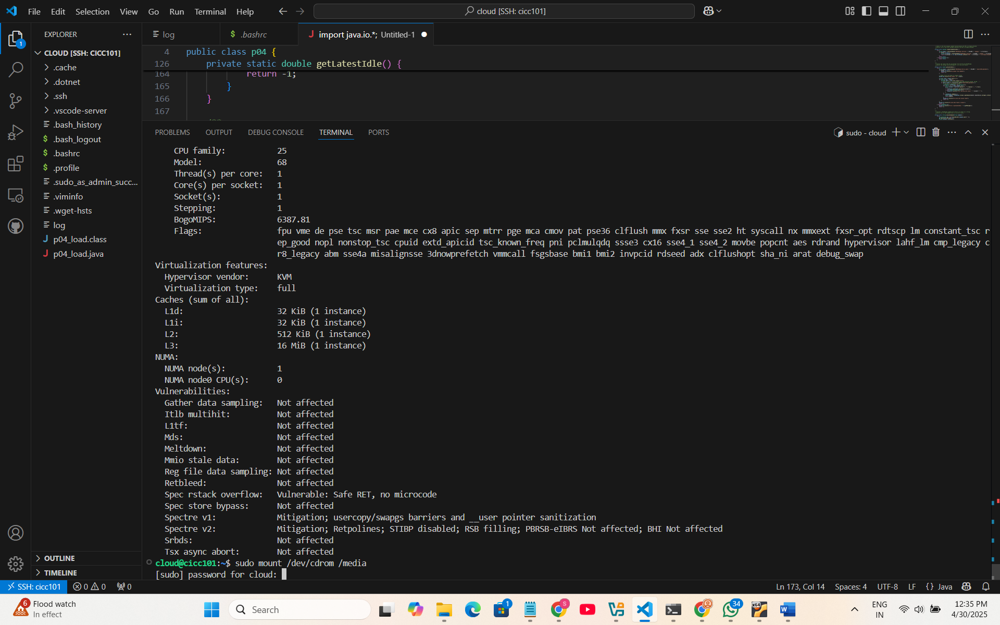 File Edit Selection View Go Run Terminal Help
cloud [SSH: cicc101]
EXPLORER
log
$ .bashrc
J import java.io.*; Untitled-1
1
CLOUD [SSH: CICC101]
.cache
.dotnet
.ssh
.vscode-server
.bash_history
$ .bash_logout
$ .bashrc
$ .profile
.sudo_as_admin_succ...
.viminfo
.wget-hsts
log
J p04_load.class
J p04_load.java
OUTLINE
TIMELINE
4 public class p04 {
126 private static double getLatestIdle() {
164 return -1;
165 }
166 }
167
PROBLEMS OUTPUT DEBUG CONSOLE TERMINAL PORTS
sudo - cloud
CPU family: 25
Model: 68
Thread(s) per core: 1
Core(s) per socket: 1
Socket(s): 1
Stepping: 1
BogoMIPS: 6387.81
Flags: fpu vme de pse tsc msr pae mce cx8 apic sep mtrr pge mca cmov pat pse36 clflush mmx fxsr sse sse2 ht syscall nx mmxext fxsr_opt rdtscp lm constant_tsc r
ep_good nopl nonstop_tsc cpuid extd_apicid tsc_known_freq pni pclmulqdq ssse3 cx16 sse4_1 sse4_2 movbe popcnt aes rdrand hypervisor lahf_lm cmp_legacy c
r8_legacy abm sse4a misalignsse 3dnowprefetch vmmcall fsgsbase bmi1 bmi2 invpcid rdseed adx clflushopt sha_ni arat debug_swap
Virtualization features:
Hypervisor vendor: KVM
Virtualization type: full
Caches (sum of all):
L1d: 32 KiB (1 instance)
L1i: 32 KiB (1 instance)
L2: 512 KiB (1 instance)
L3: 16 MiB (1 instance)
NUMA:
NUMA node(s): 1
NUMA node0 CPU(s): 0
Vulnerabilities:
Gather data sampling: Not affected
Itlb multihit: Not affected
L1tf: Not affected
Mds: Not affected
Meltdown: Not affected
Mmio stale data: Not affected
Reg file data sampling: Not affected
Retbleed: Not affected
Spec rstack overflow: Vulnerable: Safe RET, no microcode
Spec store bypass: Not affected
Spectre v1: Mitigation; usercopy/swapgs barriers and __user pointer sanitization
Spectre v2: Mitigation; Retpolines; STIBP disabled; RSB filling; PBRSB-eIBRS Not affected; BHI Not affected
Srbds: Not affected
Tsx async abort: Not affected
cloud@cicc101:~$ sudo mount /dev/cdrom /media
[sudo] password for cloud:
SSH: cicc101 0 0 0
Ln 173, Col 14 Spaces: 4 UTF-8 LF {} Java
6 Flood watch
In effect
Search
1
S
x64
34
W
ENG
IN
12:35 PM
4/30/2025